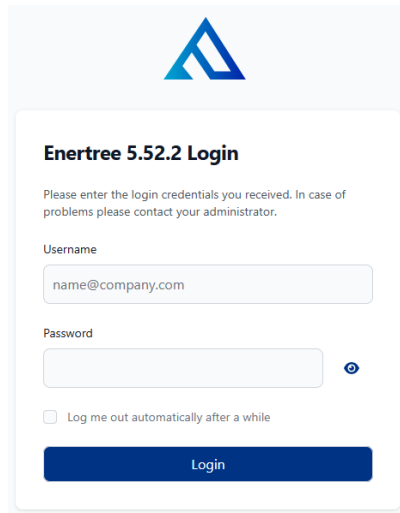 Enertree 5.52.2 Login
Please enter the login credentials you received. In case of
problems please contact your administrator.
Username
name@company.com
Password
Log me out automatically after a while
Login